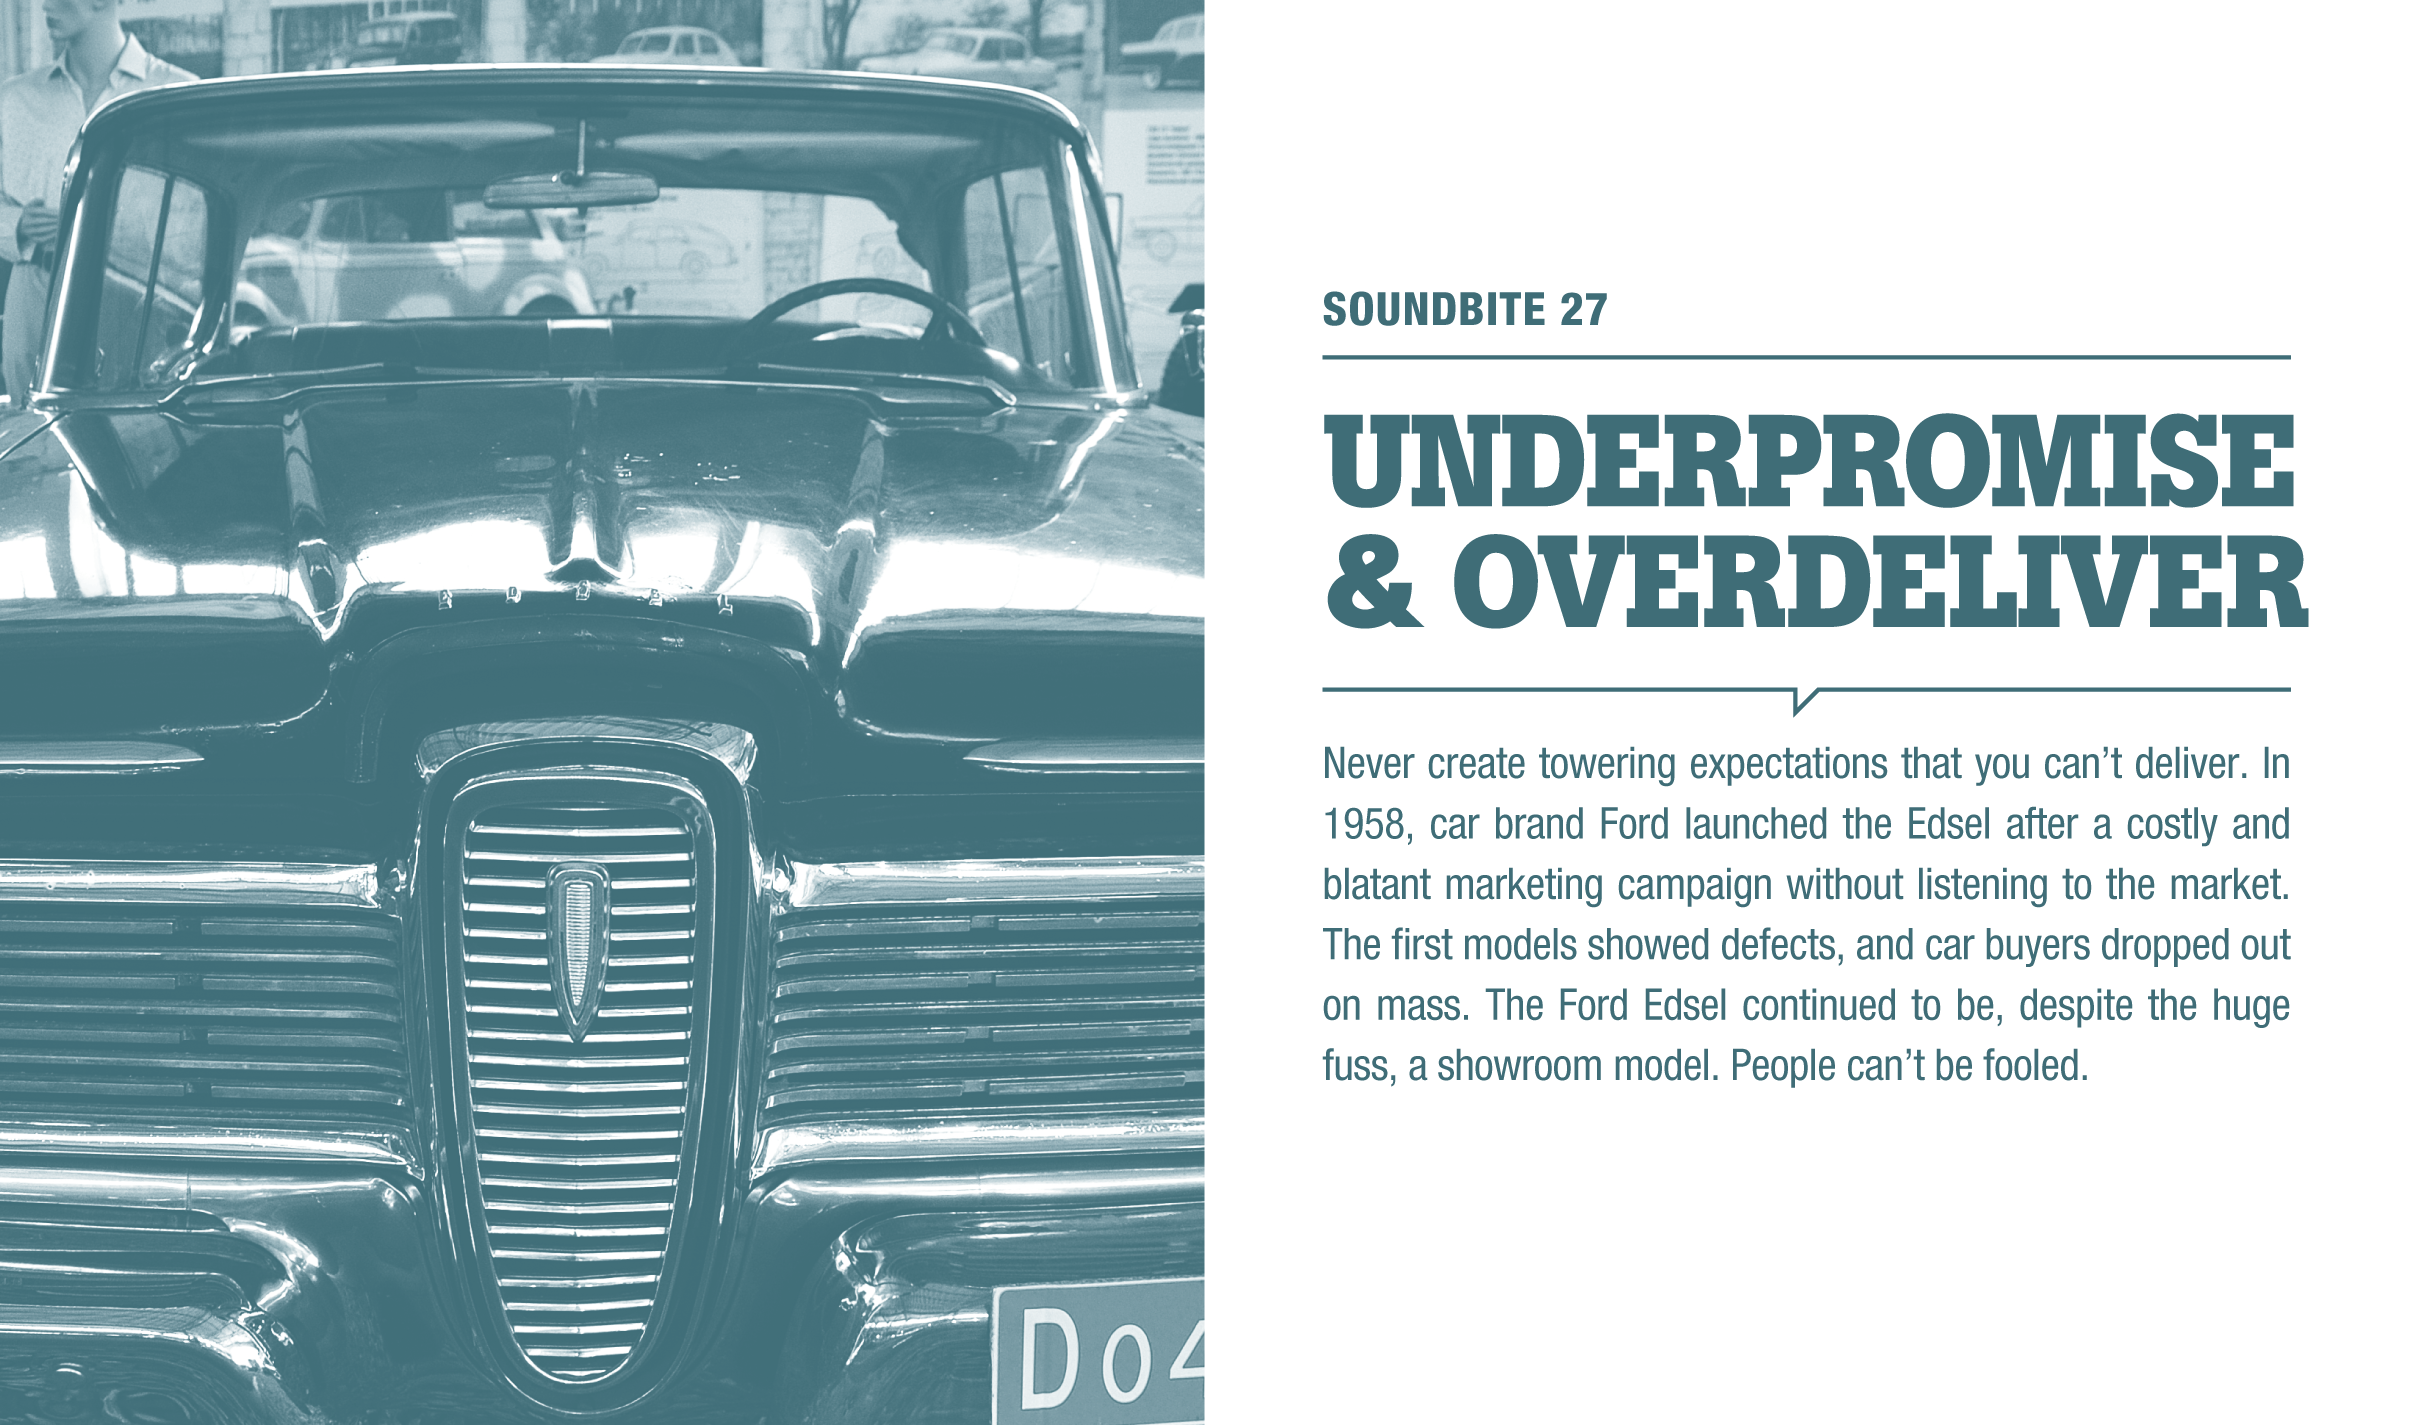 SOUNDBITE 27
UNDERPROMISE
& OVERDELIVER
Never create towering expectations that you can’t deliver. In
1958, car brand Ford launched the Edsel after a costly and
blatant marketing campaign without listening to the market.
The first models showed defects, and car buyers dropped out
on mass. The Ford Edsel continued to be, despite the huge
fuss, a showroom model. People can’t be fooled.
EDSEL
Do4